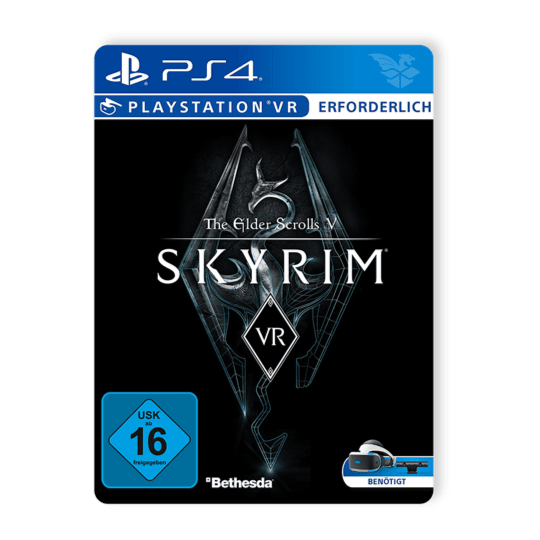 PS4
PLAYSTATION®VR ERFORDERLICH
The Elder Scrolls V
SKYRIM®
VR
USK
ab
16
freigegeben
Bethesda®
BENÖTIGT